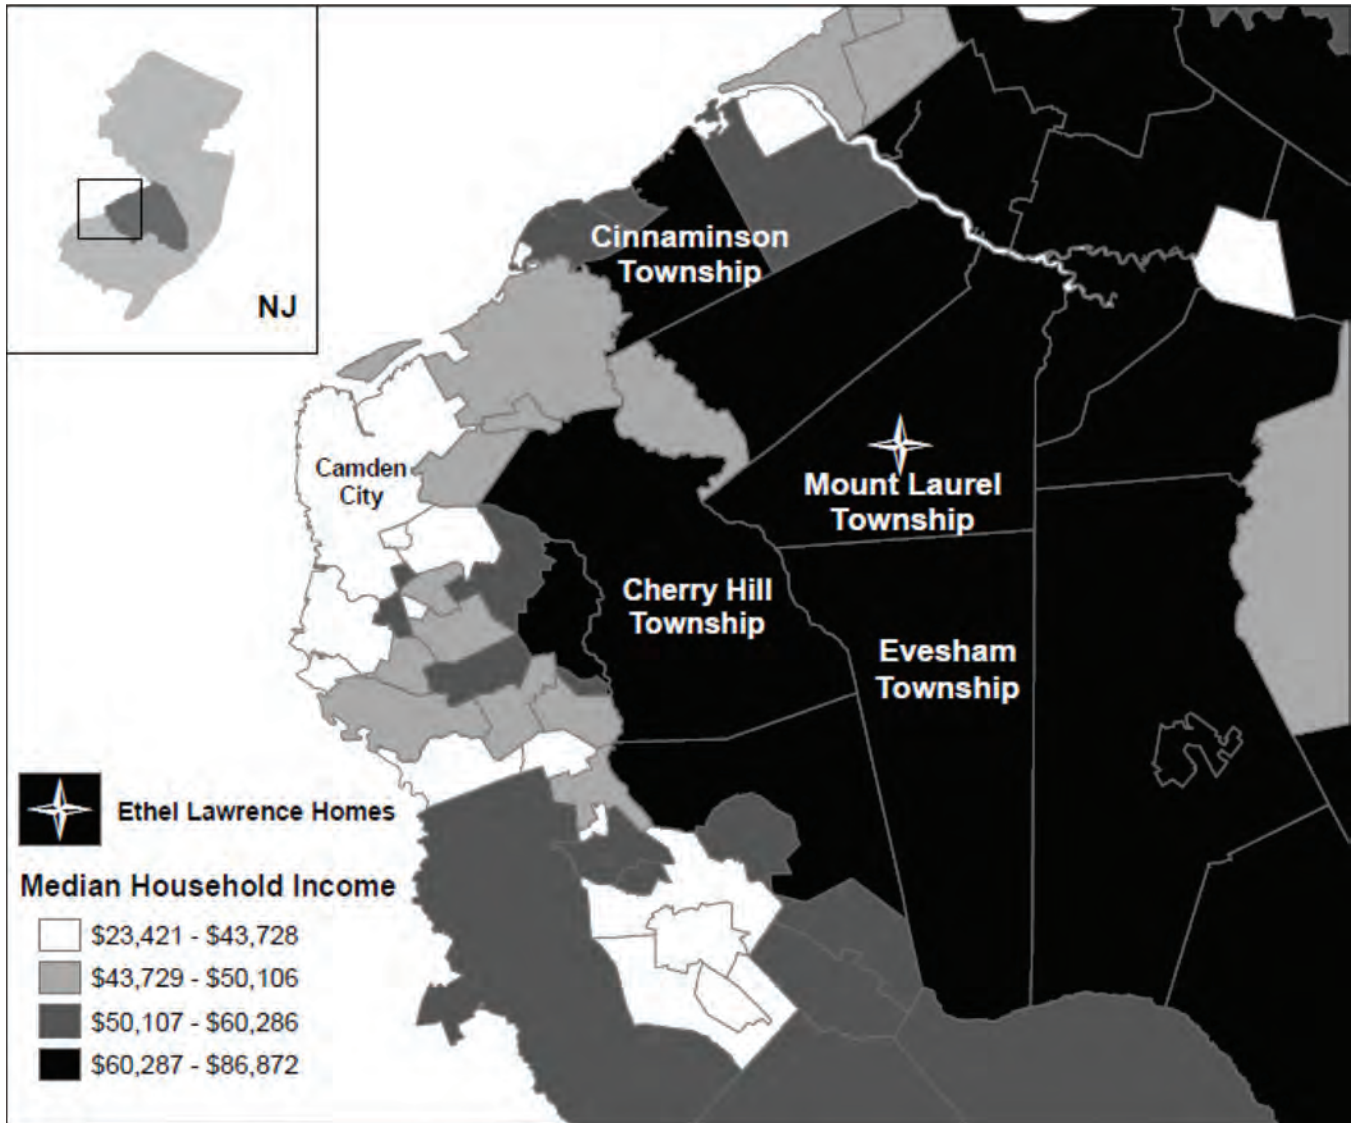 NJ
Cinnaminson
Township
Camden
City
Mount Laurel
Township
Cherry Hill
Township
Evesham
Township
Ethel Lawrence Homes
Median Household Income
$23,421 - $43,728
$43,729 - $50,106
$50,107 - $60,286
$60,287 - $86,872